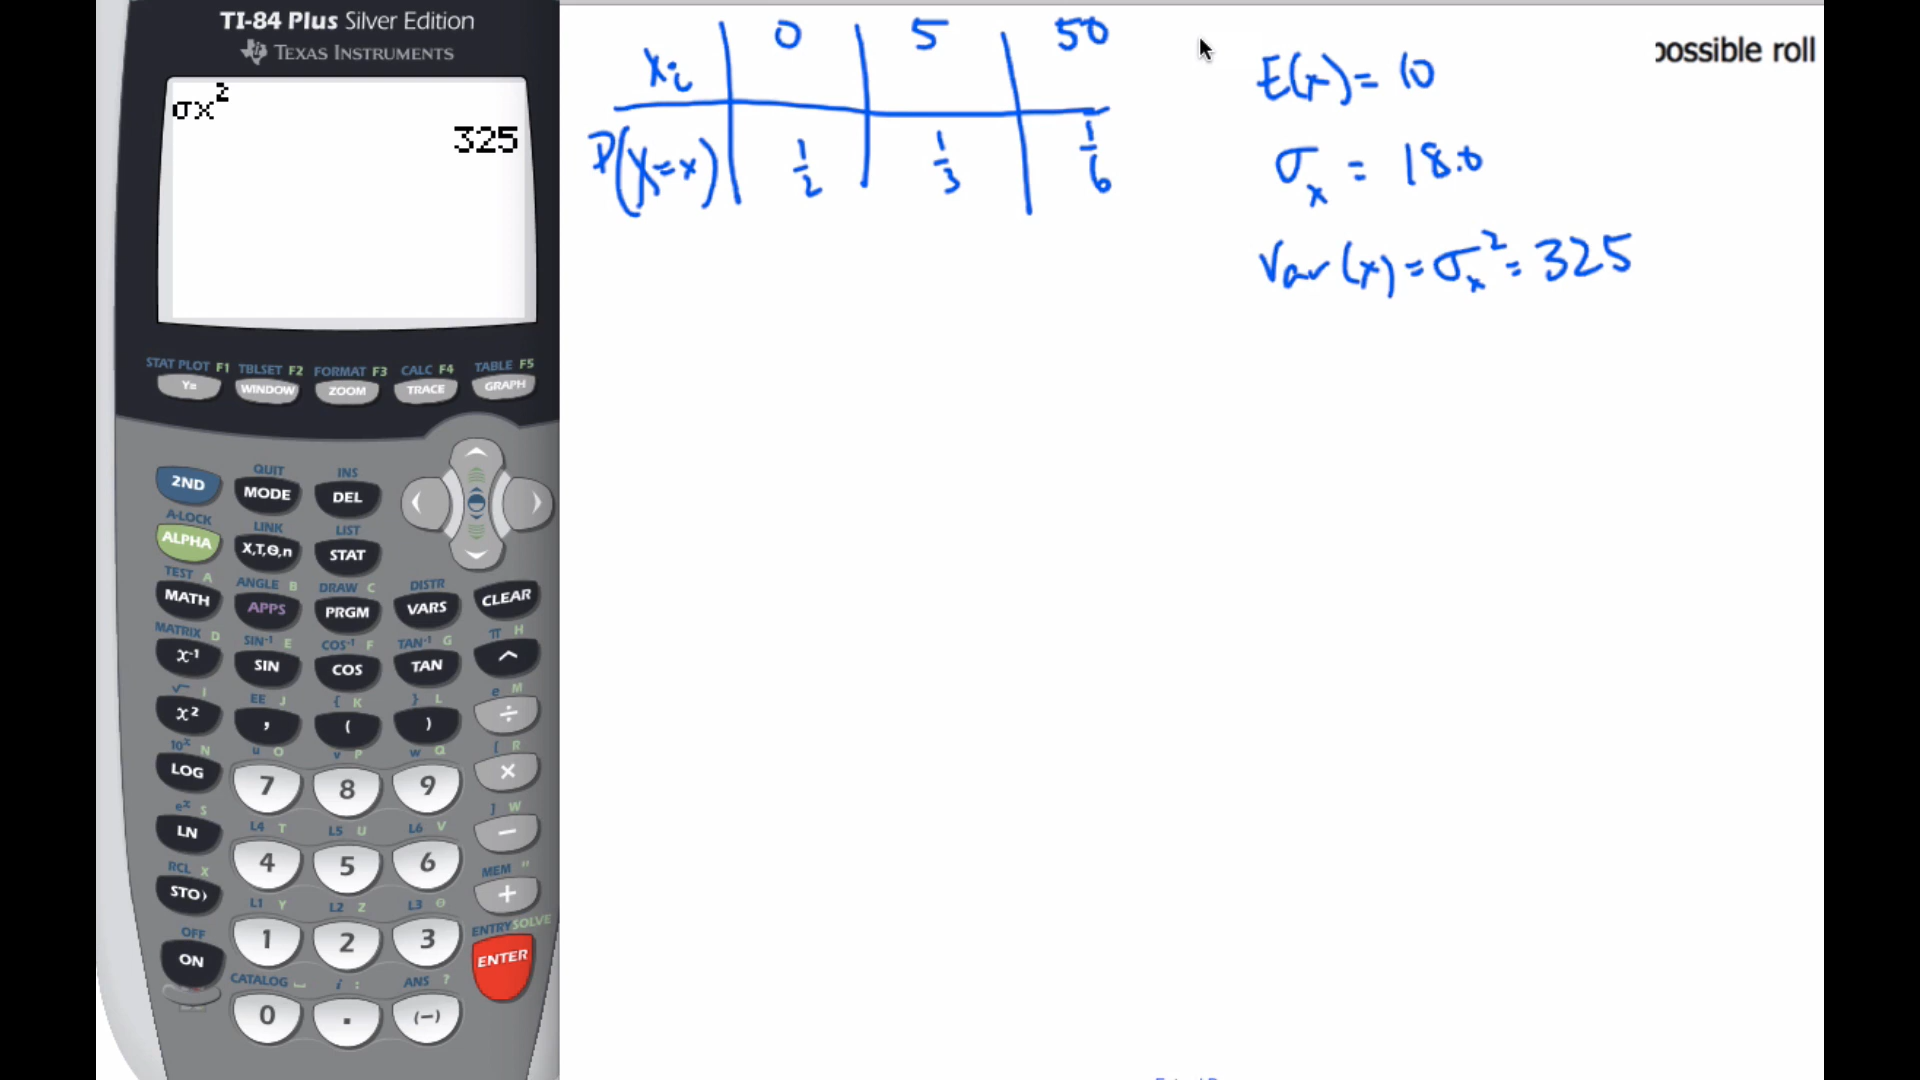 TI-84 Plus Silver Edition
TEXAS INSTRUMENTS
σx²
325
STAT PLOT F1 TBLSET F2 FORMAT F3 CALC F4 TABLE F5
Y= WINDOW ZOOM TRACE GRAPH
QUIT INS
2ND MODE DEL
A-LOCK LINK LIST
ALPHA X,T,Θ,n STAT
TEST A ANGLE B DRAW C DISTR
MATH APPS PRGM VARS CLEAR
MATRIX D SIN⁻¹ E COS⁻¹ F TAN⁻¹ G π H
x⁻¹ SIN COS TAN ^
√ I EE J { K } L e M
x² , ( ) ÷
10ˣ N u O v P w Q [ R
LOG 7 8 9 ×
eˣ S L4 T L5 U L6 V ] W
LN 4 5 6 −
RCL X L1 Y L2 Z L3 θ MEM "
STO› 1 2 3 +
OFF CATALOG i : ANS ? ENTRY SOLVE
ON 0 . (−) ENTER
xᵢ 0 5 50
P(X=x) 1/2 1/3 1/6
possible roll
E(x)= 10
σx = 18.0
Var(x)=σx²= 325